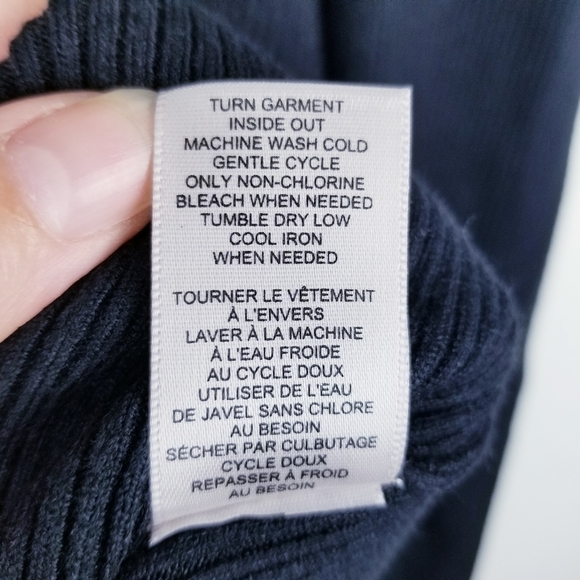 TURN GARMENT
INSIDE OUT
MACHINE WASH COLD
GENTLE CYCLE
ONLY NON-CHLORINE
BLEACH WHEN NEEDED
TUMBLE DRY LOW
COOL IRON
WHEN NEEDED
TOURNER LE VÊTEMENT
À L'ENVERS
LAVER À LA MACHINE
À L'EAU FROIDE
AU CYCLE DOUX
UTILISER DE L'EAU
DE JAVEL SANS CHLORE
AU BESOIN
SÉCHER PAR CULBUTAGE
CYCLE DOUX
REPASSER À FROID
AU BESOIN